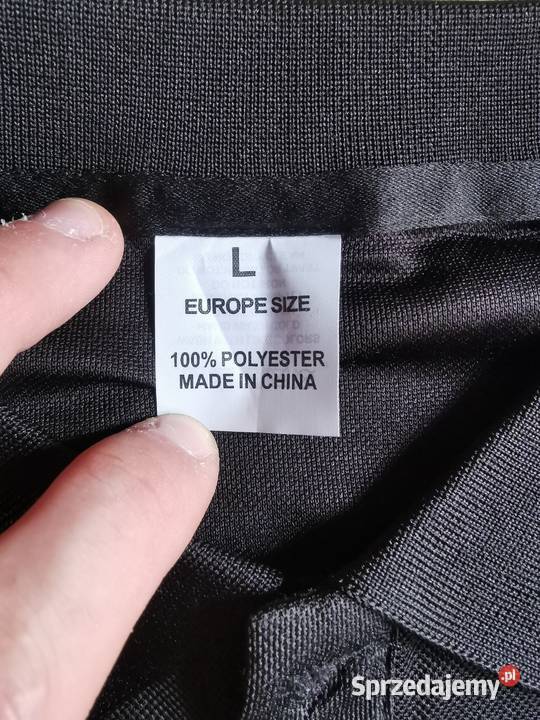 L
EUROPE SIZE
100% POLYESTER
MADE IN CHINA
Sprzedajemy.pl